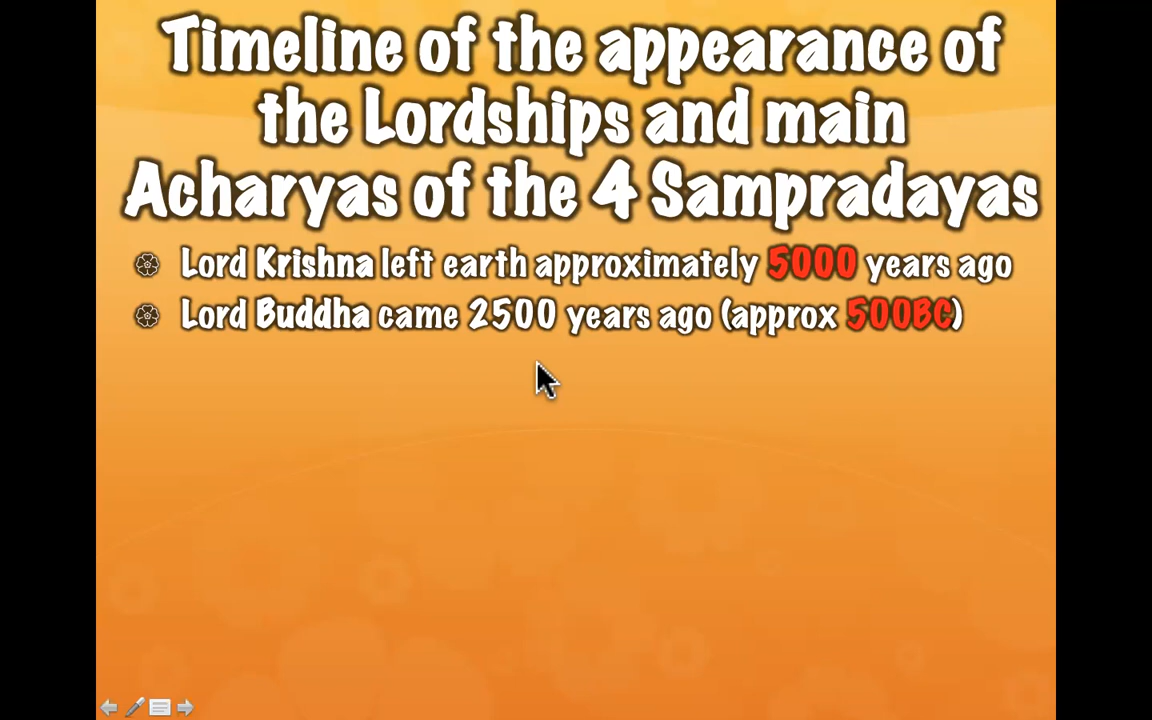 Timeline of the appearance of
the Lordships and main
Acharyas of the 4 Sampradayas
Lord Krishna left earth approximately 5000 years ago
Lord Buddha came 2500 years ago (approx 500BC)